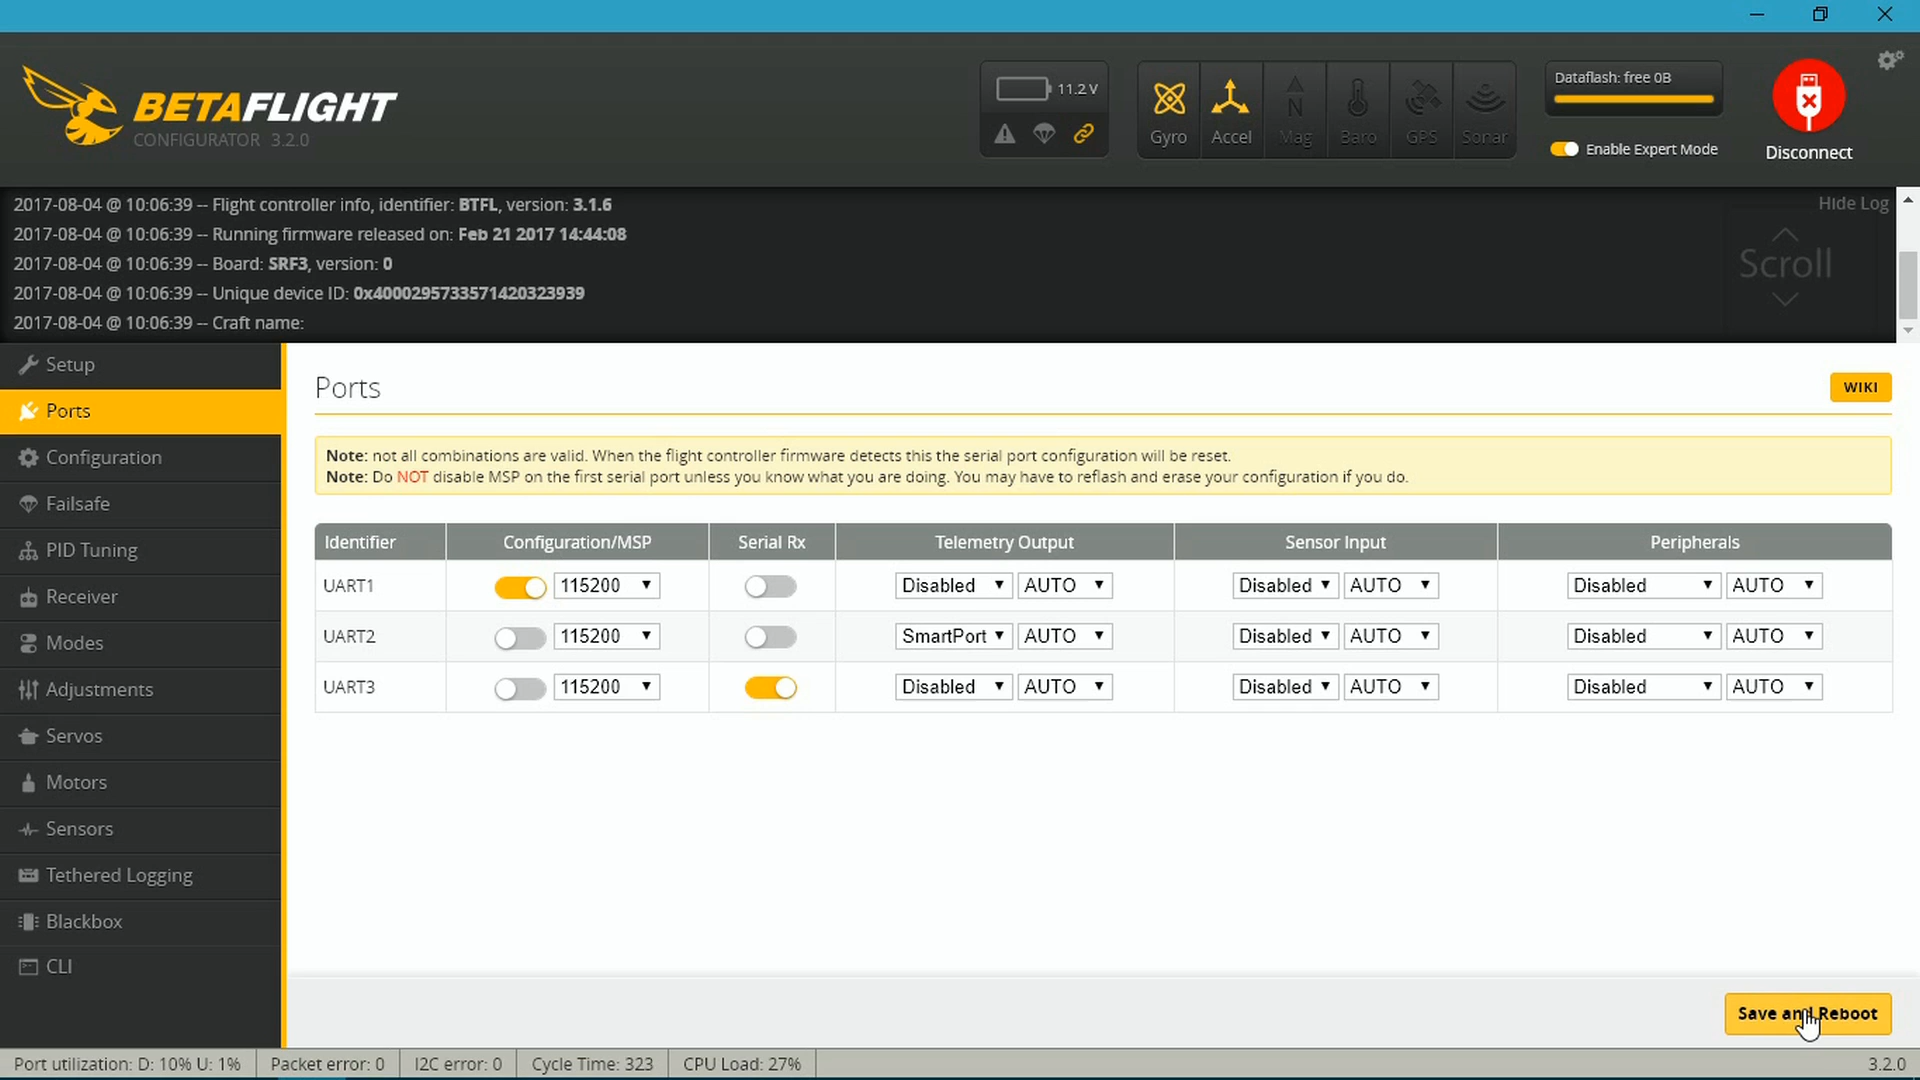 BETAFLIGHT
CONFIGURATOR 3.2.0
11.2 V
Gyro
Accel
Mag
Baro
GPS
Sonar
Dataflash: free 0B
Enable Expert Mode
Disconnect
2017-08-04 @ 10:06:39 -- Flight controller info, identifier: BTFL, version: 3.1.6
2017-08-04 @ 10:06:39 -- Running firmware released on: Feb 21 2017 14:44:08
2017-08-04 @ 10:06:39 -- Board: SRF3, version: 0
2017-08-04 @ 10:06:39 -- Unique device ID: 0x4000295733571420323939
2017-08-04 @ 10:06:39 -- Craft name:
Hide Log
Scroll
Setup
Ports
Configuration
Failsafe
PID Tuning
Receiver
Modes
Adjustments
Servos
Motors
Sensors
Tethered Logging
Blackbox
CLI
Ports
WIKI
Note: not all combinations are valid. When the flight controller firmware detects this the serial port configuration will be reset.
Note: Do NOT disable MSP on the first serial port unless you know what you are doing. You may have to reflash and erase your configuration if you do.
Identifier Configuration/MSP Serial Rx Telemetry Output Sensor Input Peripherals
UART1 115200 Disabled AUTO Disabled AUTO Disabled AUTO
UART2 115200 SmartPort AUTO Disabled AUTO Disabled AUTO
UART3 115200 Disabled AUTO Disabled AUTO Disabled AUTO
Save and Reboot
Port utilization: D: 10% U: 1% Packet error: 0 I2C error: 0 Cycle Time: 323 CPU Load: 27% 3.2.0